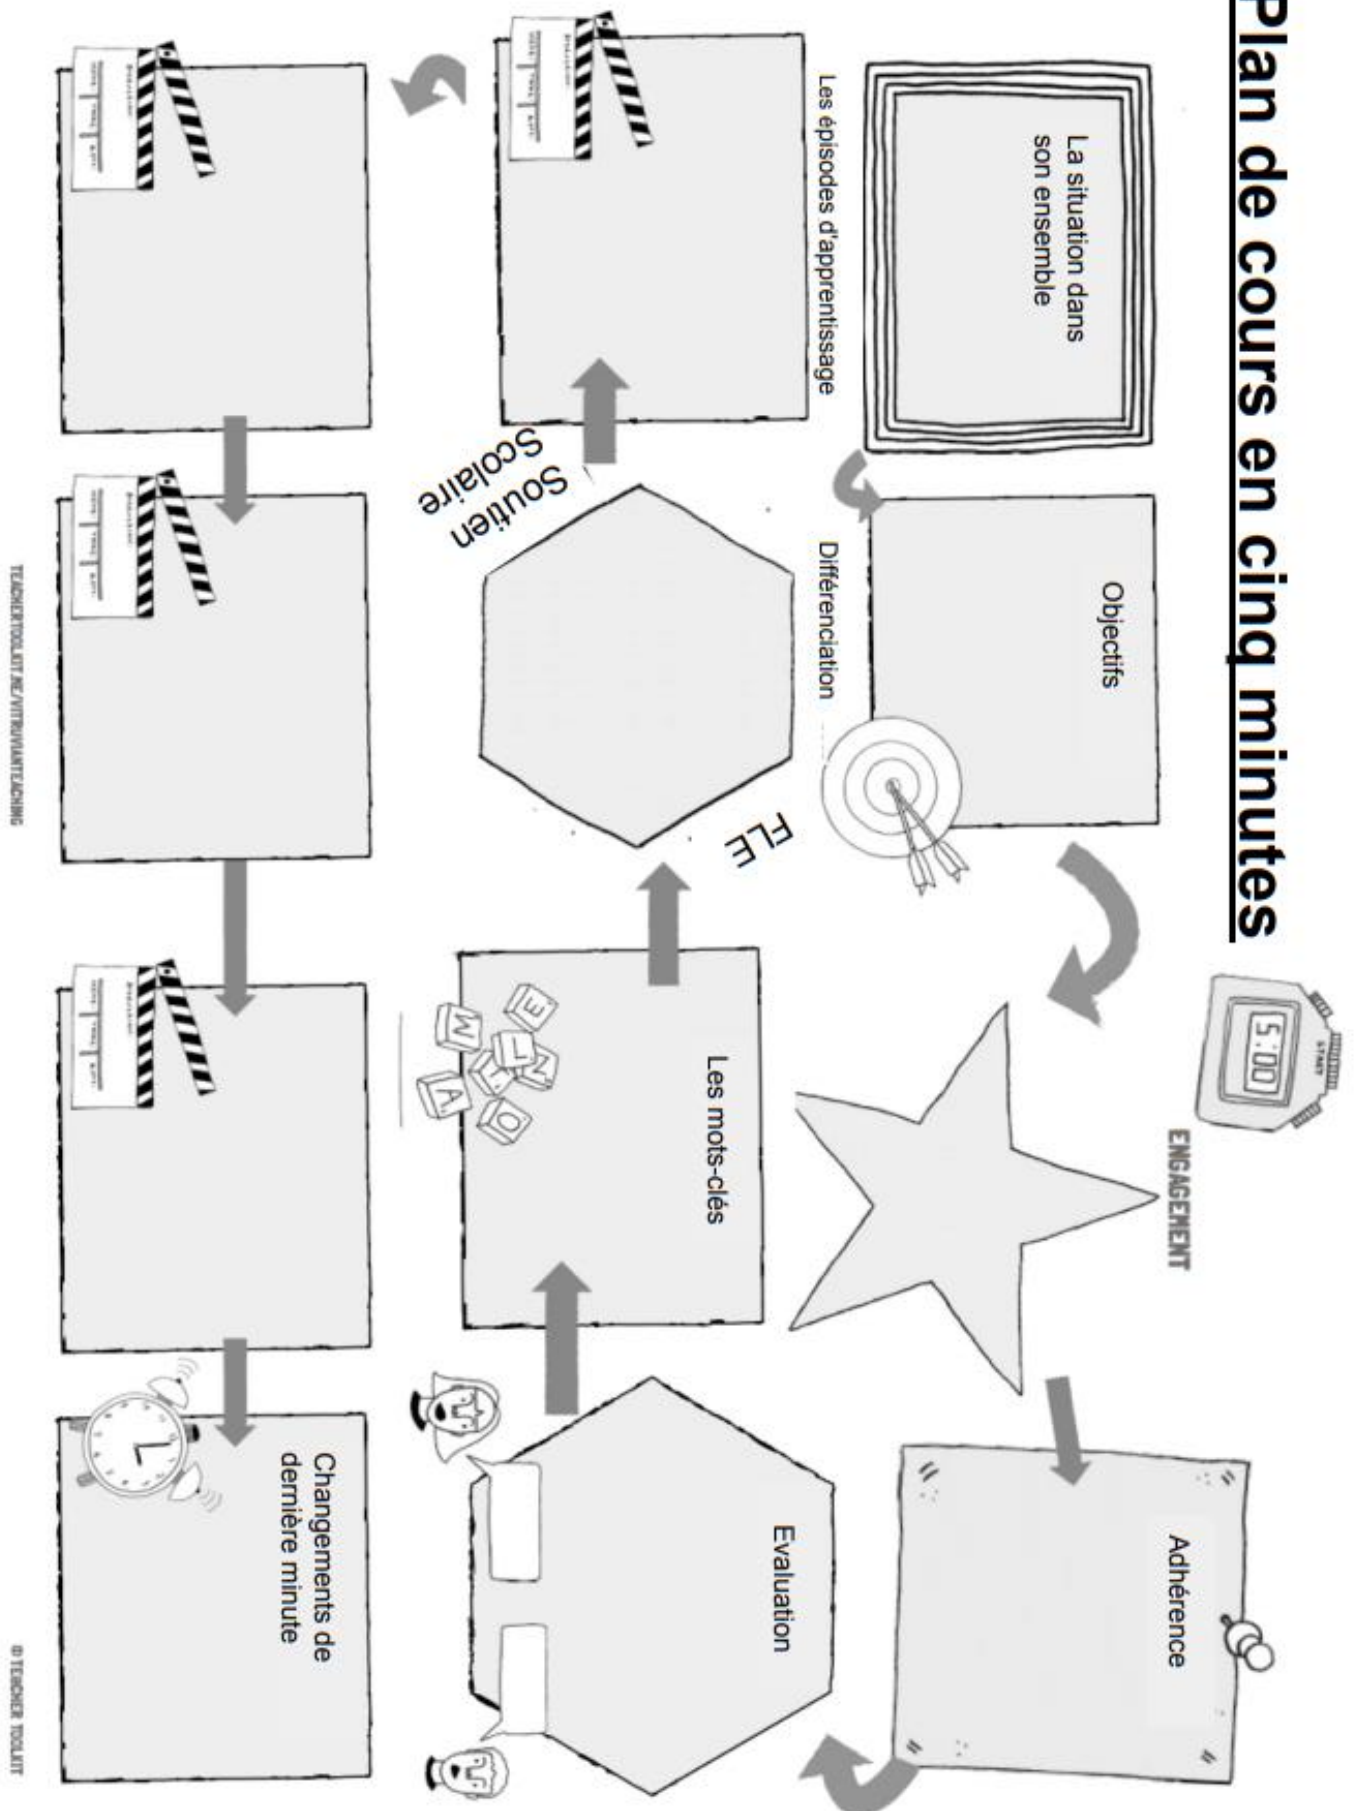 Plan de cours en cinq minutes
5:00
START
La situation dans
son ensemble
Objectifs
ENGAGEMENT
Adhérence
Evaluation
Les mots-clés
FLE
Différenciation
Soutien
Scolaire
Les épisodes d'apprentissage
Changements de
dernière minute
TEACHERTOOLKIT.ME/VITRUVIANTEACHING
© TEACHER TOOLKIT